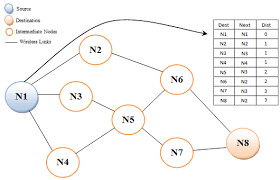 Source
Destination
Intermediate Nodes
Wireless Links
Dest Next Dist
N1 N1 0
N2 N2 1
N3 N3 1
N4 N4 1
N5 N3 2
N6 N2 2
N7 N3 3
N8 N2 3
N1
N2
N3
N4
N5
N6
N7
N8